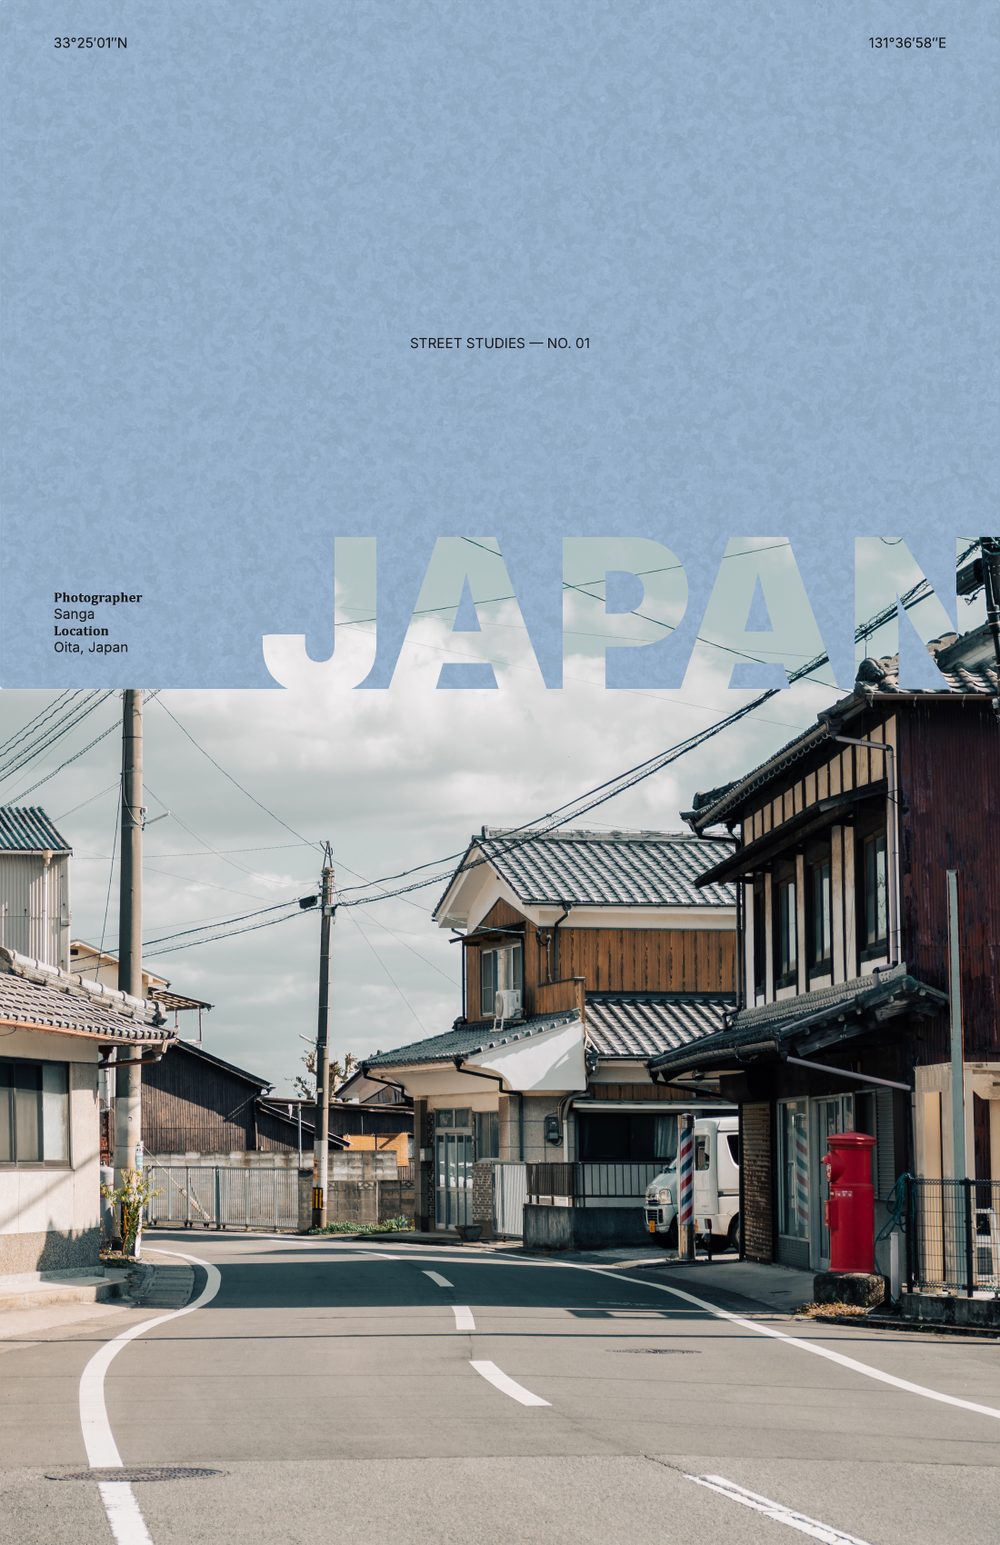 33°25′01″N
131°36′58″E
STREET STUDIES — NO. 01
JAPAN
Photographer
Sanga
Location
Oita, Japan